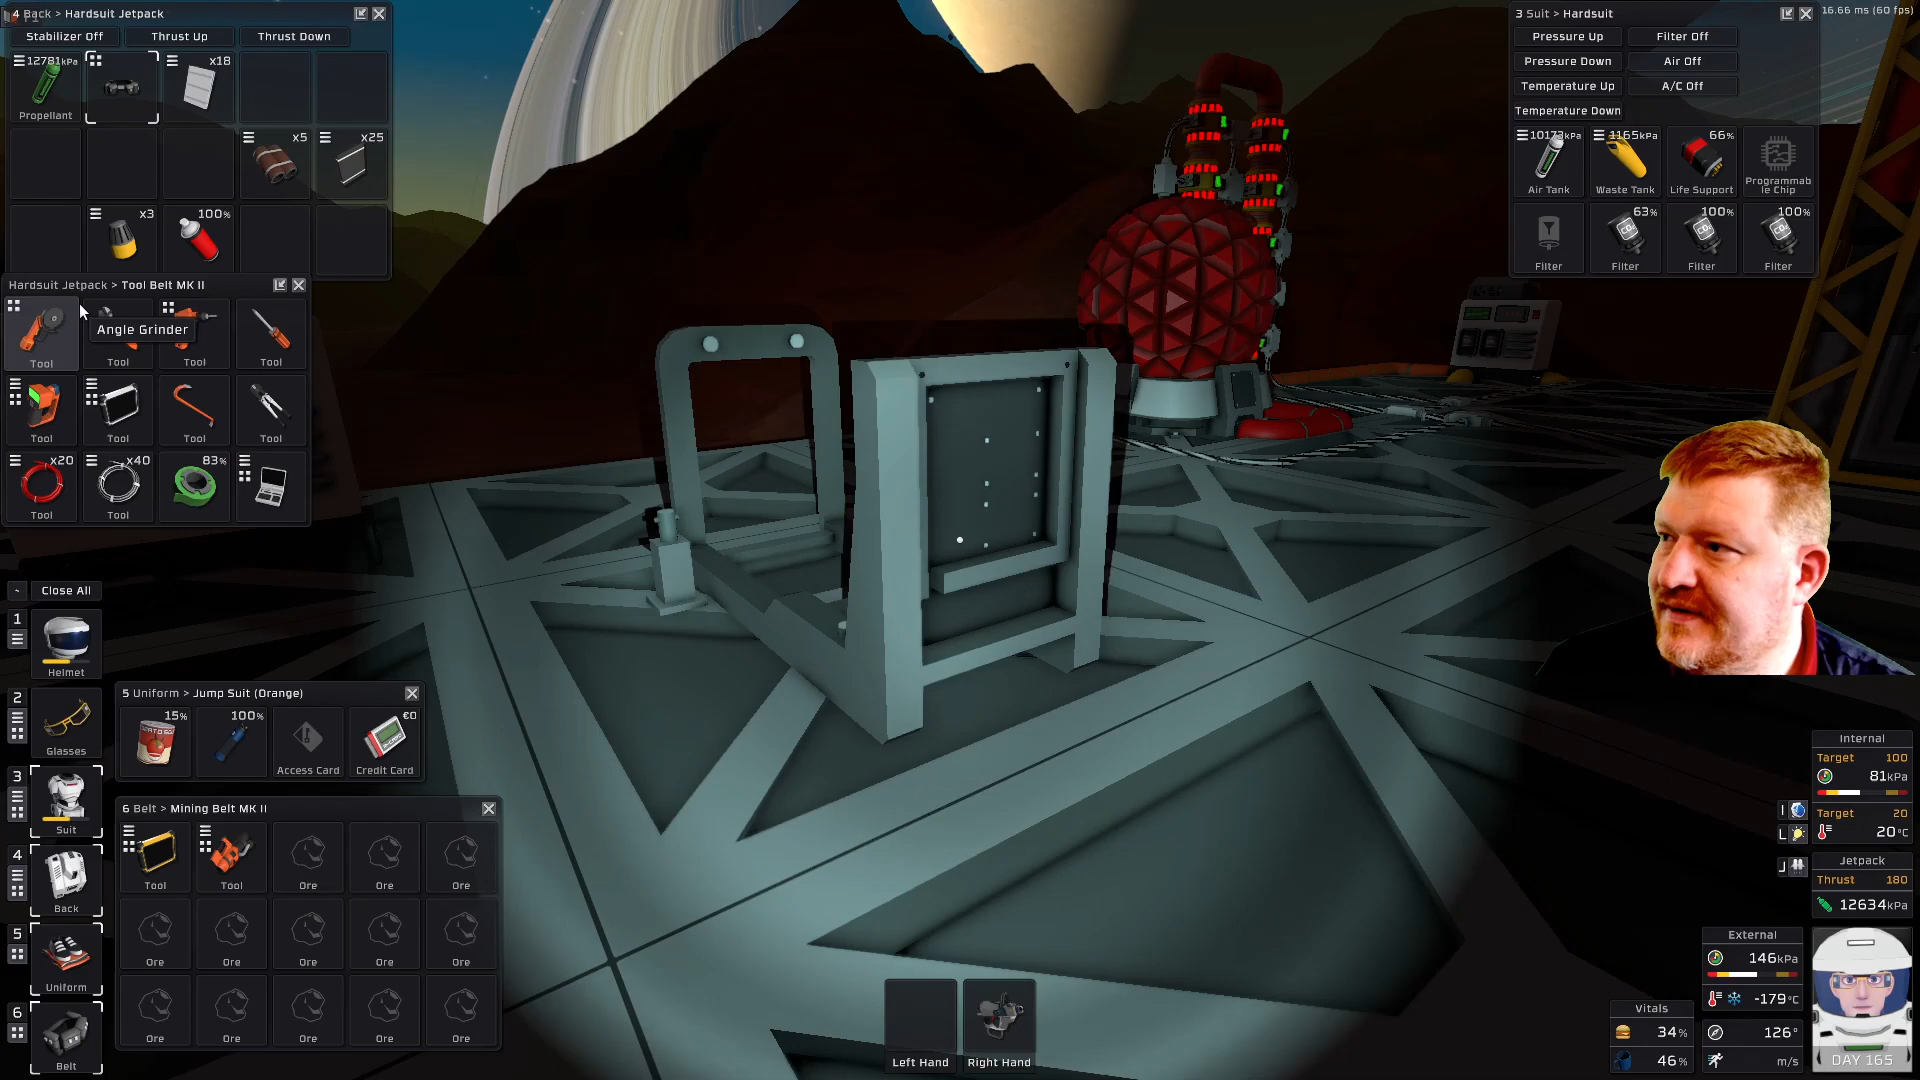 4 Back > Hardsuit Jetpack
Stabilizer Off
Thrust Up
Thrust Down
12781kPa
x18
Propellant
x5
x25
x3
100%
Hardsuit Jetpack > Tool Belt MK II
Angle Grinder
Tool
Tool
Tool
Tool
Tool
Tool
Tool
Tool
x20
x40
83%
Tool
Tool
~
Close All
1
Helmet
2
Glasses
3
Suit
4
Back
5
Uniform
6
Belt
5 Uniform > Jump Suit (Orange)
15%
100%
€0
Access Card
Credit Card
6 Belt > Mining Belt MK II
Tool
Tool
Ore
Ore
Ore
Ore
Ore
Ore
Ore
Ore
Ore
Ore
Ore
Ore
Ore
Left Hand
Right Hand
3 Suit > Hardsuit
16.66 ms (60 fps)
Pressure Up
Filter Off
Pressure Down
Air Off
Temperature Up
A/C Off
Temperature Down
10173kPa
1165kPa
66%
Air Tank
Waste Tank
Life Support
Programmab
le Chip
63%
100%
100%
Filter
Filter
Filter
Filter
Internal
Target 100
81kPa
Target 20
20°C
I
L
J
Jetpack
Thrust 180
12634kPa
External
146kPa
-179°C
Vitals
34%
126°
46%
m/s
DAY 165